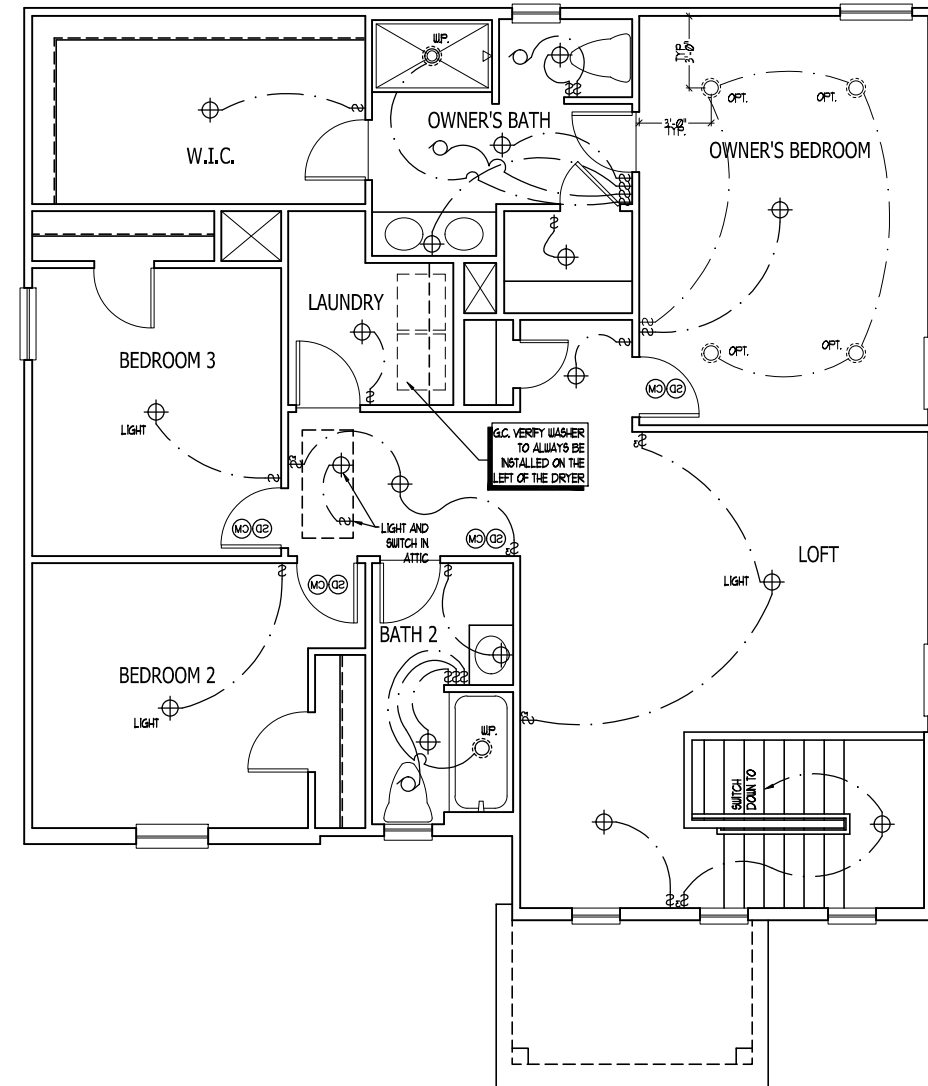 W.P.
TYP.
3'-0"
OPT.
OPT.
OWNER'S BATH
3'-0"
TYP.
OWNER'S BEDROOM
W.I.C.
LAUNDRY
OPT.
OPT.
BEDROOM 3
SD
CM
LIGHT
G.C. VERIFY WASHER
TO ALWAYS BE
INSTALLED ON THE
LEFT OF THE DRYER
CM
SD
LIGHT AND
SWITCH IN
ATTIC
CM
SD
LOFT
CM
SD
LIGHT
BATH 2
BEDROOM 2
LIGHT
W.P.
SWITCH
DOWN TO